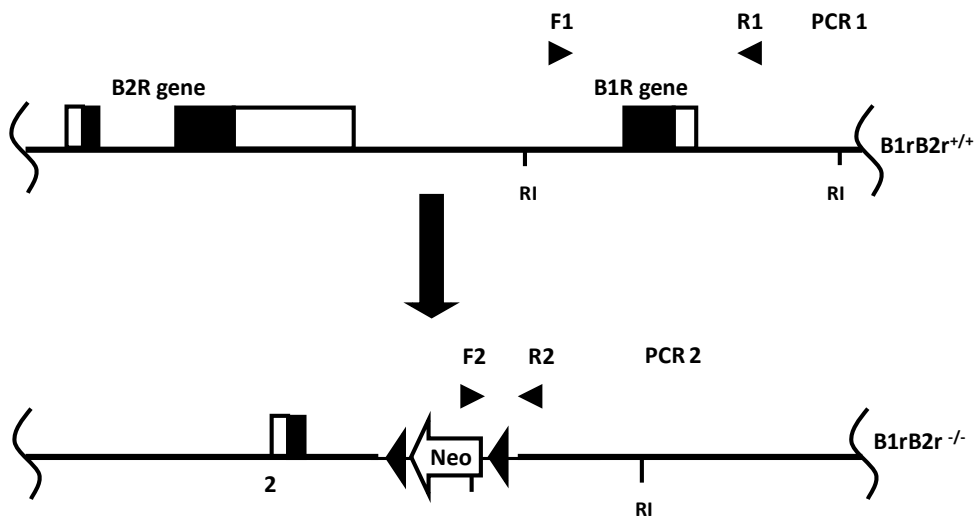 F1 R1 PCR 1
B2R gene B1R gene
B1rB2r+/+
RI RI
F2 R2 PCR 2
B1rB2r -/-
Neo
2
RI